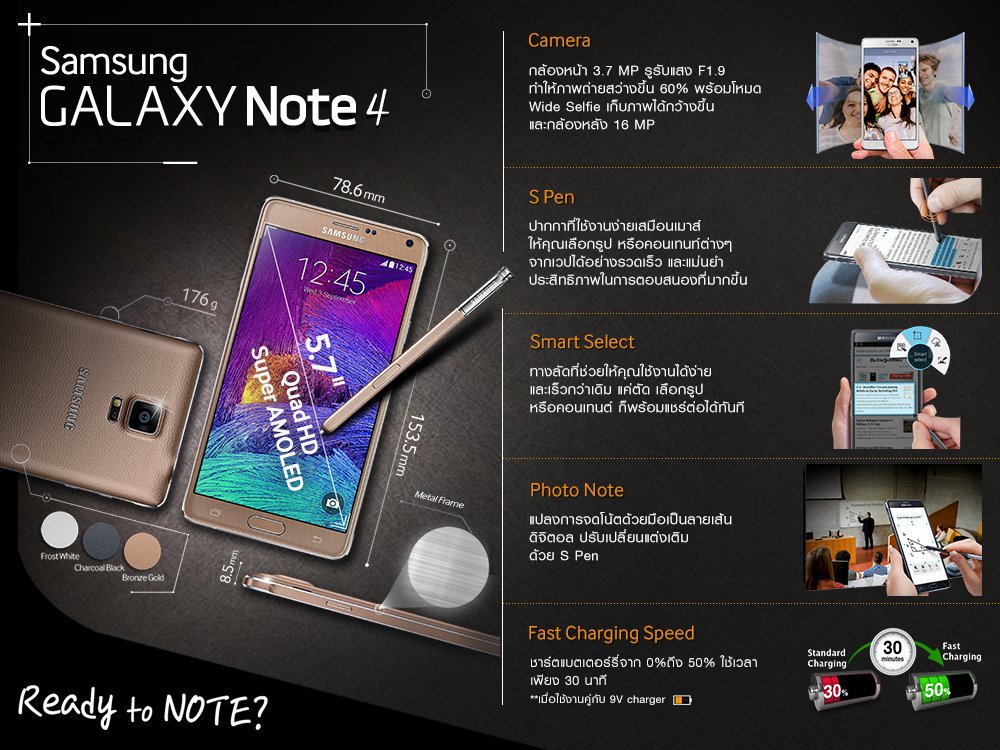 Samsung
GALAXY Note 4
78.6 mm
176 g
SAMSUNG
12:45
12:45
Wed 3 September
5.7"
Quad HD
Super AMOLED
153.5 mm
SAMSUNG
Metal Frame
Frost White
Charcoal Black
Bronze Gold
8.5 mm
Ready to NOTE?
Camera
กล้องหน้า 3.7 MP รูรับแสง F1.9
ทำให้ภาพถ่ายสว่างขึ้น 60% พร้อมโหมด
Wide Selfie เก็บภาพได้กว้างขึ้น
และกล้องหลัง 16 MP
S Pen
ปากกาที่ใช้งานง่ายเสมือนเมาส์
ให้คุณเลือกรูป หรือคอนเทนท์ต่างๆ
จากเวปได้อย่างรวดเร็ว และแม่นยำ
ประสิทธิภาพในการตอบสนองที่มากขึ้น
Smart Select
ทางลัดที่ช่วยให้คุณใช้งานได้ง่าย
และเร็วกว่าเดิม แค่ตัด เลือกรูป
หรือคอนเทนต์ ก็พร้อมแชร์ต่อได้ทันที
Smart
select
Photo Note
แปลงการจดโน้ตด้วยมือเป็นลายเส้น
ดิจิตอล ปรับเปลี่ยนแต่งเติม
ด้วย S Pen
Fast Charging Speed
ชาร์ตแบตเตอร์รี่จาก 0%ถึง 50% ใช้เวลา
เพียง 30 นาที
**เมื่อใช้งานคู่กับ 9V charger
Standard
Charging
30
minutes
Fast
Charging
30%
50%